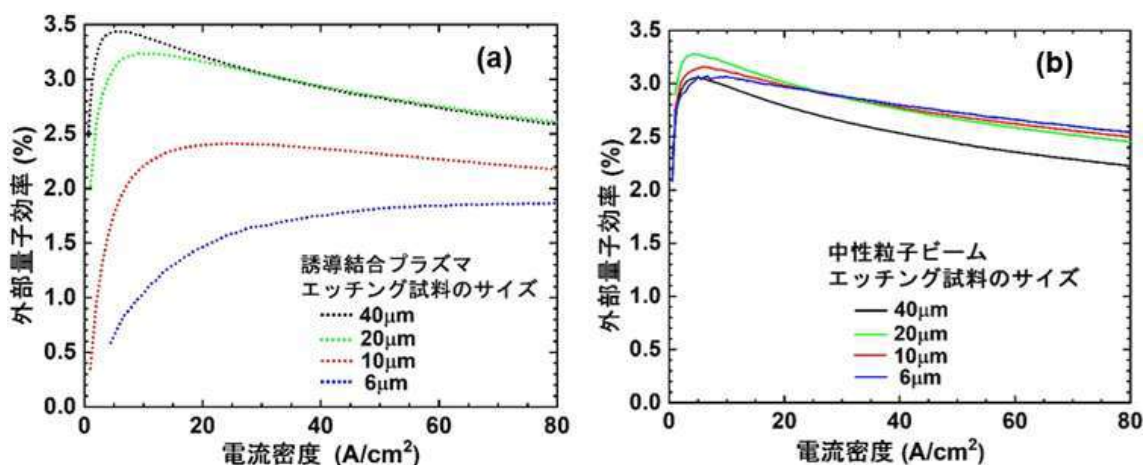 3.5
3.0
2.5
2.0
1.5
1.0
0.5
0.0
外部量子効率 (%)
(a)
誘導結合プラズマ
エッチング試料のサイズ
40μm
20μm
10μm
6μm
0 20 40 60 80
電流密度 (A/cm²)
3.5
3.0
2.5
2.0
1.5
1.0
0.5
0.0
外部量子効率 (%)
(b)
中性粒子ビーム
エッチング試料のサイズ
40μm
20μm
10μm
6μm
0 20 40 60 80
電流密度 (A/cm²)